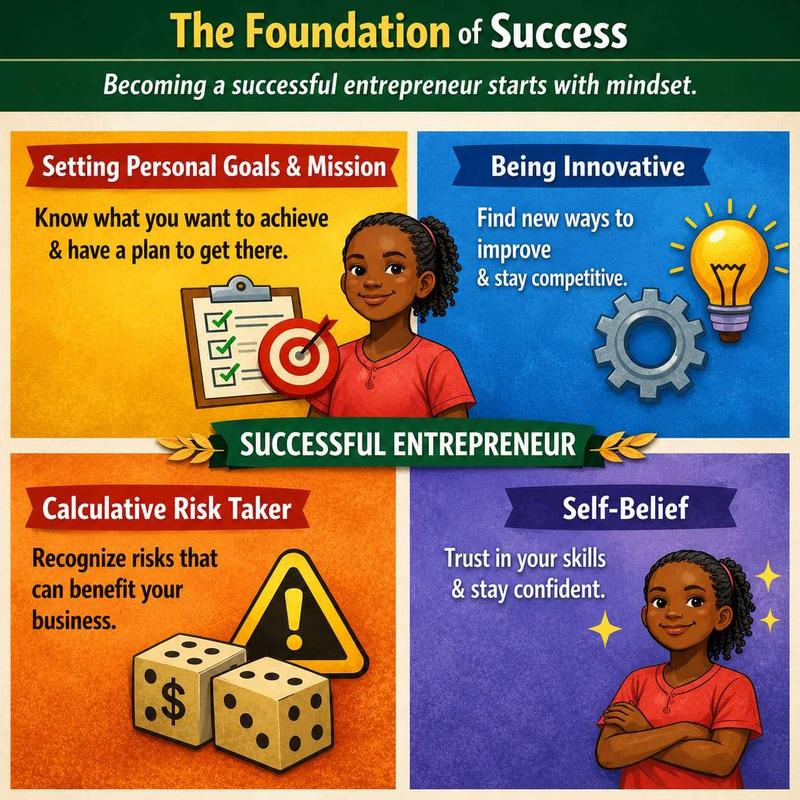 The Foundation of Success
Becoming a successful entrepreneur starts with mindset.
Setting Personal Goals & Mission
Know what you want to achieve
& have a plan to get there.
Being Innovative
Find new ways to
improve
& stay competitive.
SUCCESSFUL ENTREPRENEUR
Calculative Risk Taker
Recognize risks that
can benefit your
business.
$
Self-Belief
Trust in your skills
& stay confident.